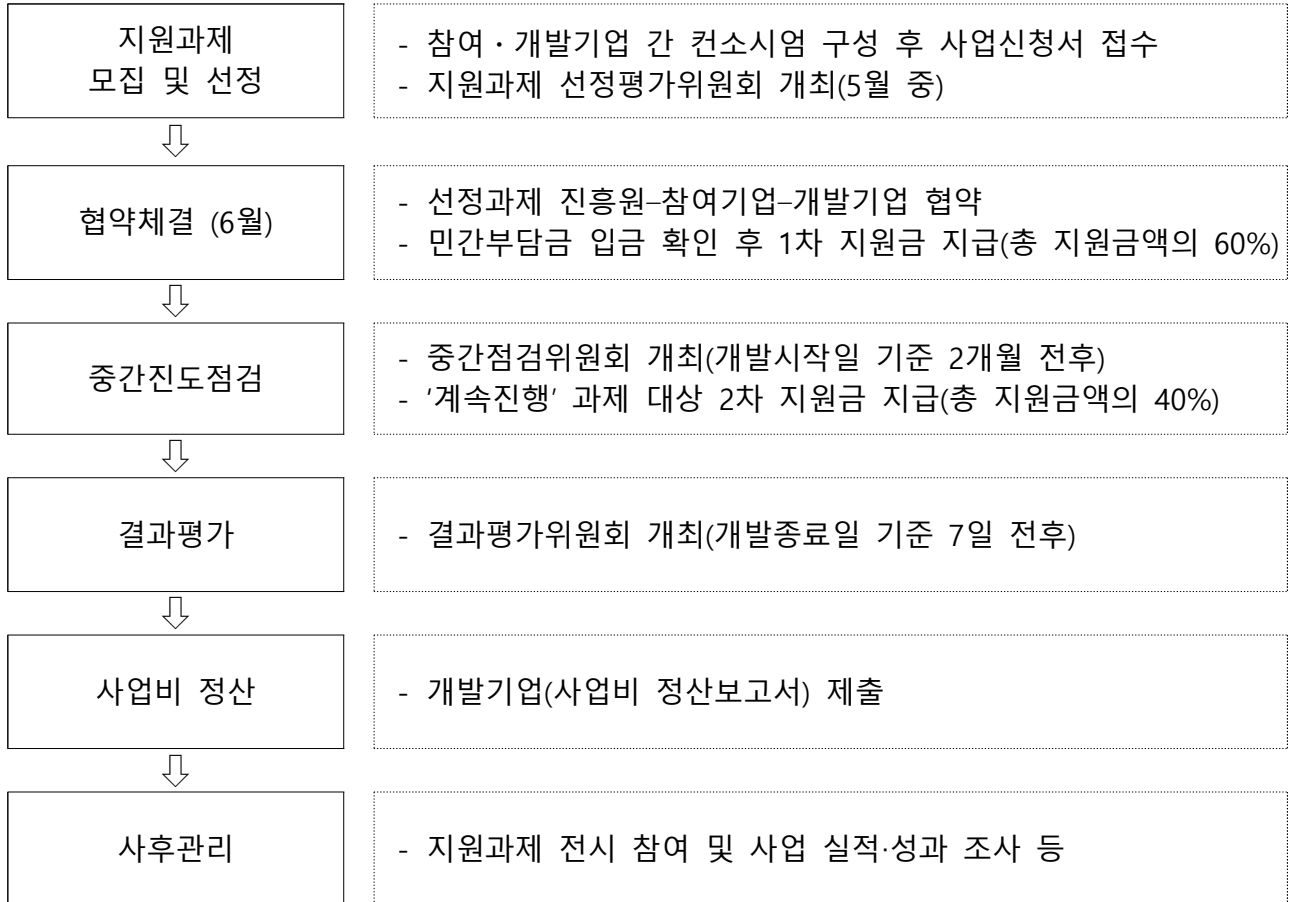 지원과제
모집 및 선정
- 참여・개발기업 간 컨소시엄 구성 후 사업신청서 접수
- 지원과제 선정평가위원회 개최(5월 중)
협약체결 (6월)
- 선정과제 진흥원–참여기업–개발기업 협약
- 민간부담금 입금 확인 후 1차 지원금 지급(총 지원금액의 60%)
중간진도점검
- 중간점검위원회 개최(개발시작일 기준 2개월 전후)
- ‘계속진행’ 과제 대상 2차 지원금 지급(총 지원금액의 40%)
결과평가
- 결과평가위원회 개최(개발종료일 기준 7일 전후)
사업비 정산
- 개발기업(사업비 정산보고서) 제출
사후관리
- 지원과제 전시 참여 및 사업 실적·성과 조사 등